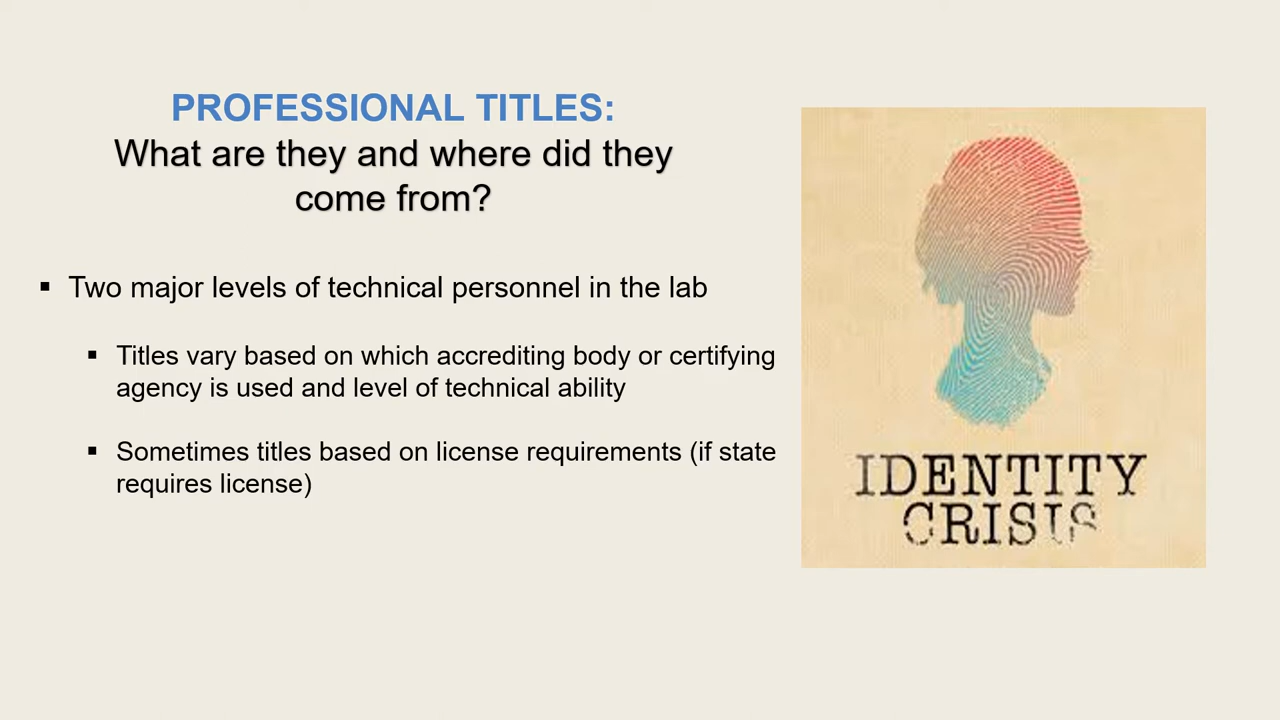 PROFESSIONAL TITLES:
What are they and where did they
come from?
▪ Two major levels of technical personnel in the lab
▪ Titles vary based on which accrediting body or certifying
agency is used and level of technical ability
▪ Sometimes titles based on license requirements (if state
requires license)
IDENTITY
CRISIS